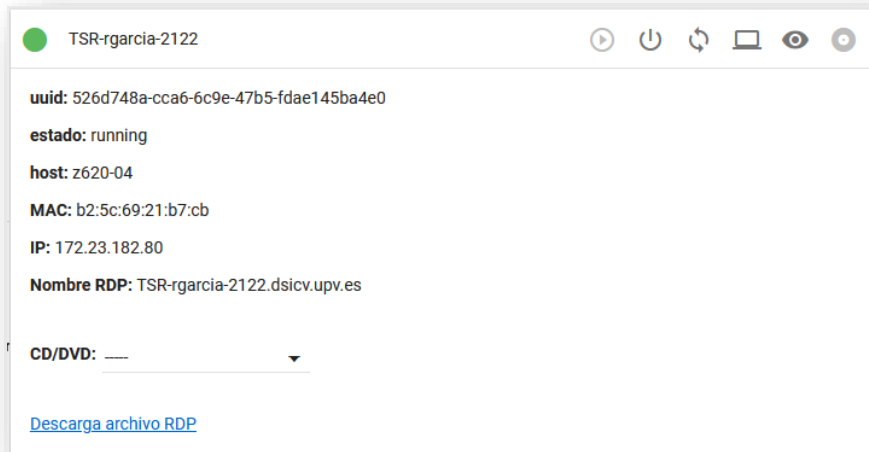 TSR-rgarcia-2122
uuid: 526d748a-cca6-6c9e-47b5-fdae145ba4e0
estado: running
host: z620-04
MAC: b2:5c:69:21:b7:cb
IP: 172.23.182.80
Nombre RDP: TSR-rgarcia-2122.dsicv.upv.es
CD/DVD: -----
Descarga archivo RDP